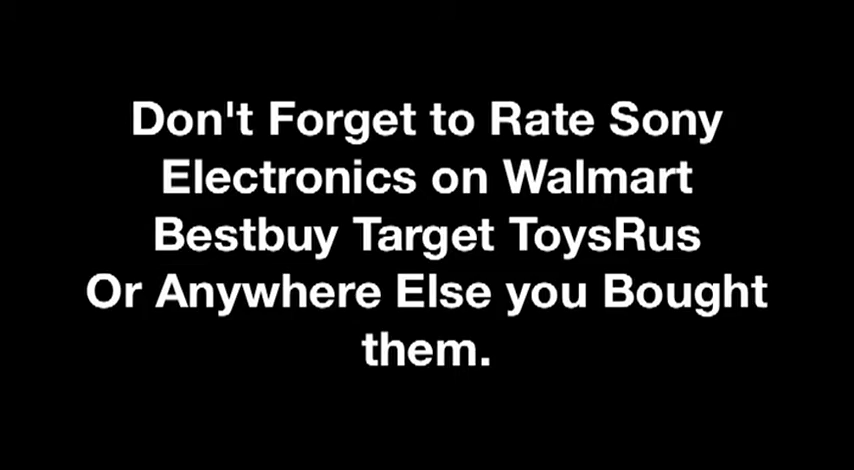 Don't Forget to Rate Sony
Electronics on Walmart
Bestbuy Target ToysRus
Or Anywhere Else you Bought
them.